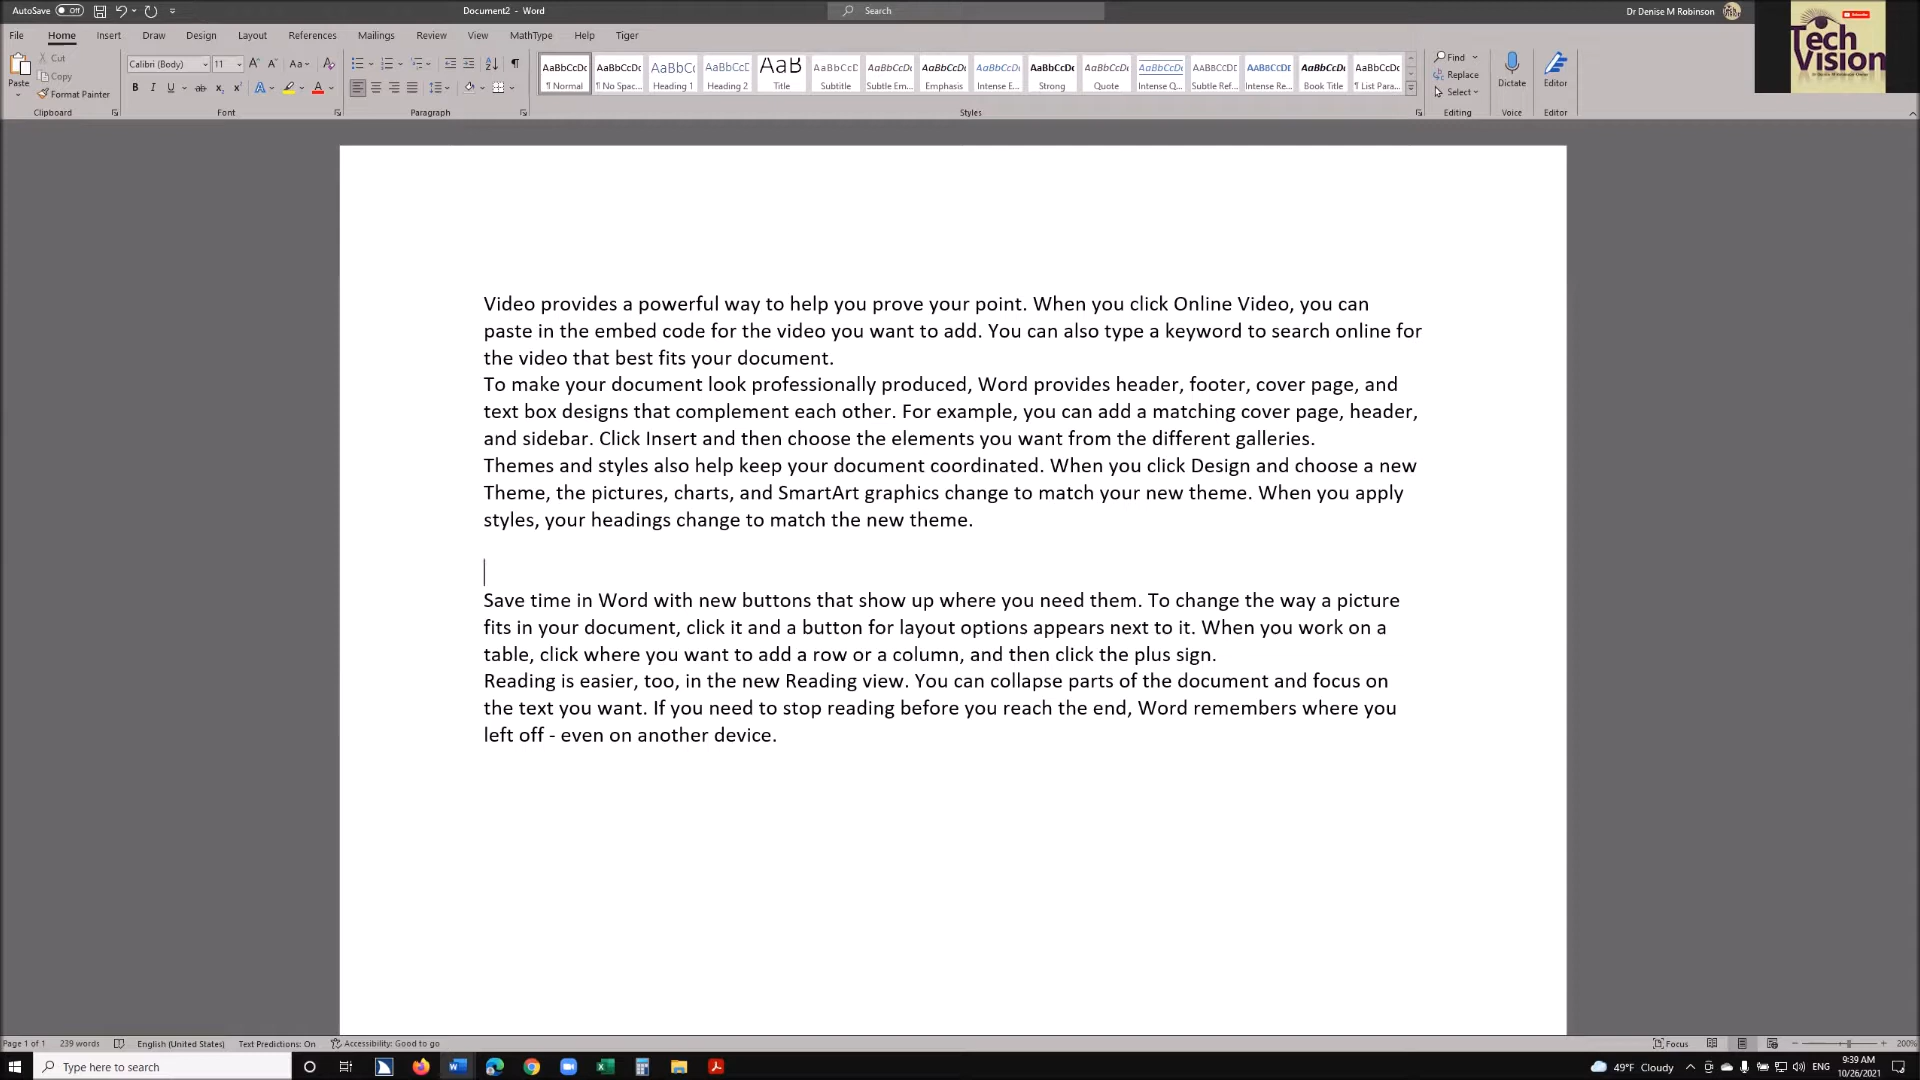 AutoSave Off
Document2 - Word
Search
Dr Denise M Robinson
Tech
Vision
File Home Insert Draw Design Layout References Mailings Review View MathType Help Tiger
Paste
Cut
Copy
Format Painter
Clipboard
Calibri (Body) 11
Font
Paragraph
AaBbCcDc AaBbCcDc AaBbCc AaBbCcE AaB AaBbCcD AaBbCcDc AaBbCcDc AaBbCcDc AaBbCcDc AaBbCcDc AaBbCcDc AABBCCDE AABBCCDE AaBbCcDc AaBbCcDc
¶ Normal ¶ No Spac... Heading 1 Heading 2 Title Subtitle Subtle Em... Emphasis Intense E... Strong Quote Intense Q... Subtle Ref... Intense Re... Book Title ¶ List Para...
Styles
Find
Replace
Select
Editing
Dictate
Voice
Editor
Editor
Video provides a powerful way to help you prove your point. When you click Online Video, you can
paste in the embed code for the video you want to add. You can also type a keyword to search online for
the video that best fits your document.
To make your document look professionally produced, Word provides header, footer, cover page, and
text box designs that complement each other. For example, you can add a matching cover page, header,
and sidebar. Click Insert and then choose the elements you want from the different galleries.
Themes and styles also help keep your document coordinated. When you click Design and choose a new
Theme, the pictures, charts, and SmartArt graphics change to match your new theme. When you apply
styles, your headings change to match the new theme.
Save time in Word with new buttons that show up where you need them. To change the way a picture
fits in your document, click it and a button for layout options appears next to it. When you work on a
table, click where you want to add a row or a column, and then click the plus sign.
Reading is easier, too, in the new Reading view. You can collapse parts of the document and focus on
the text you want. If you need to stop reading before you reach the end, Word remembers where you
left off - even on another device.
Page 1 of 1 239 words English (United States) Text Predictions: On Accessibility: Good to go
Focus
200%
Type here to search
49°F Cloudy
ENG
9:39 AM
10/26/2021